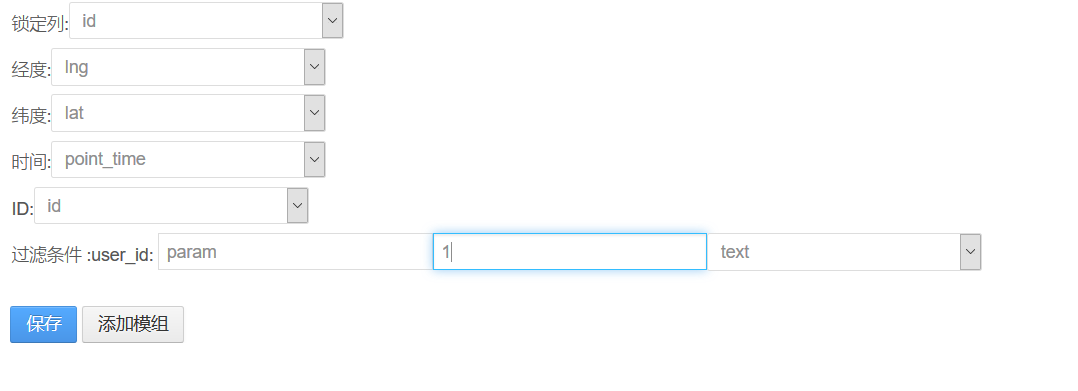 锁定列: id
经度: lng
纬度: lat
时间: point_time
ID: id
过滤条件 :user_id: param 1 text
保存 添加模组